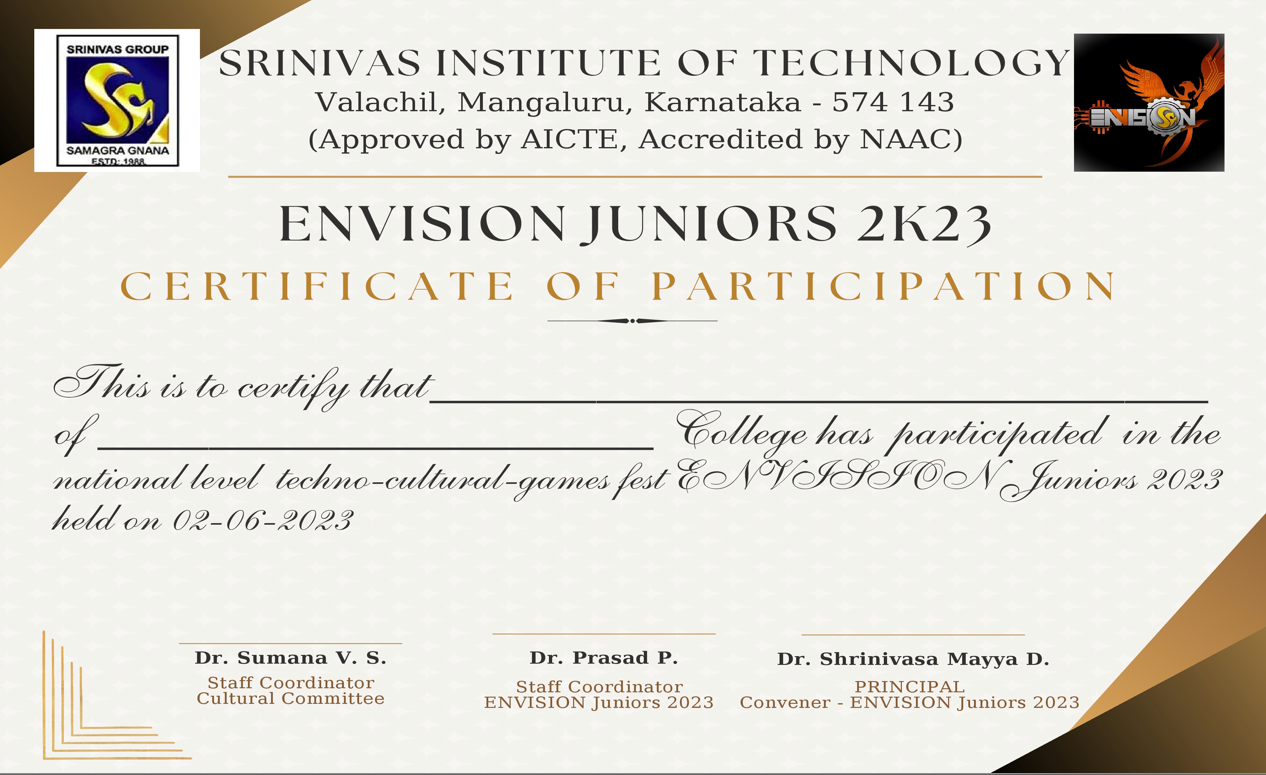 SRINIVAS GROUP
SAMAGRA GNANA
ESTD: 1988
SRINIVAS INSTITUTE OF TECHNOLOGY
Valachil, Mangaluru, Karnataka - 574 143
(Approved by AICTE, Accredited by NAAC)
ENVISION
ENVISION JUNIORS 2K23
CERTIFICATE OF PARTICIPATION
This is to certify that
of College has participated in the
national level techno-cultural-games fest ENVISION Juniors 2023
held on 02-06-2023
Dr. Sumana V. S.
Staff Coordinator
Cultural Committee
Dr. Prasad P.
Staff Coordinator
ENVISION Juniors 2023
Dr. Shrinivasa Mayya D.
PRINCIPAL
Convener - ENVISION Juniors 2023